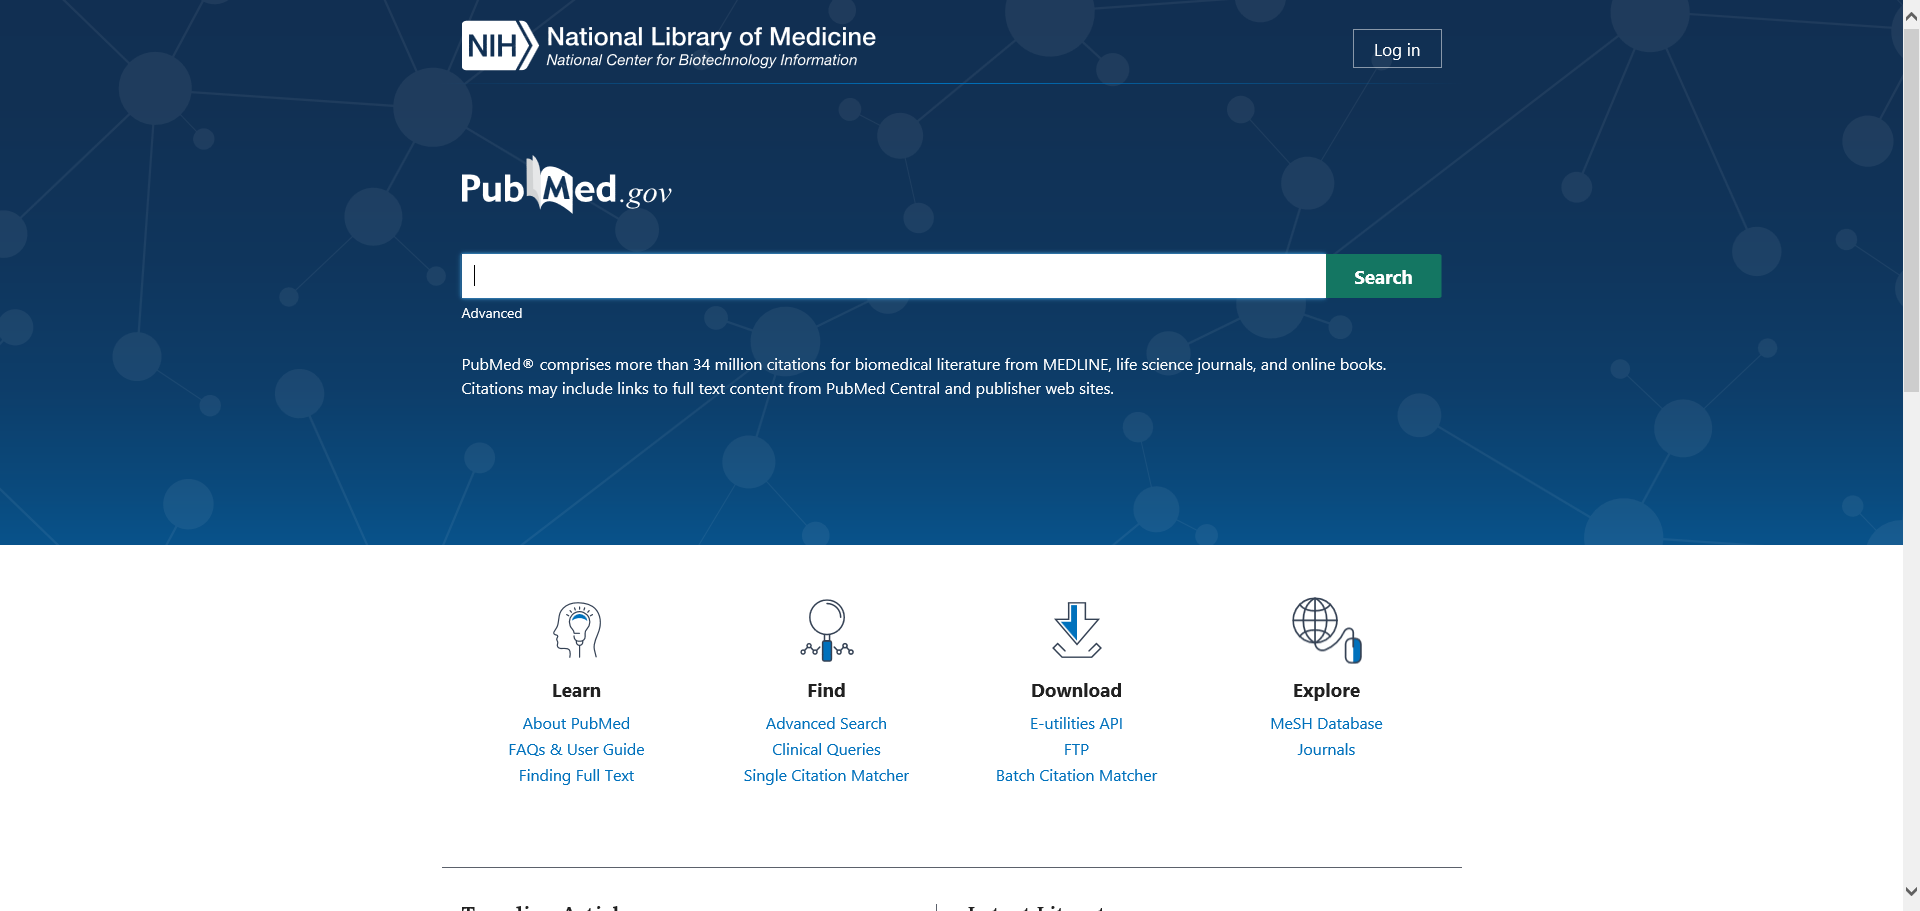 NIH National Library of Medicine
National Center for Biotechnology Information
Log in
PubMed.gov
Search
Advanced
PubMed® comprises more than 34 million citations for biomedical literature from MEDLINE, life science journals, and online books.
Citations may include links to full text content from PubMed Central and publisher web sites.
Learn
About PubMed
FAQs & User Guide
Finding Full Text
Find
Advanced Search
Clinical Queries
Single Citation Matcher
Download
E-utilities API
FTP
Batch Citation Matcher
Explore
MeSH Database
Journals